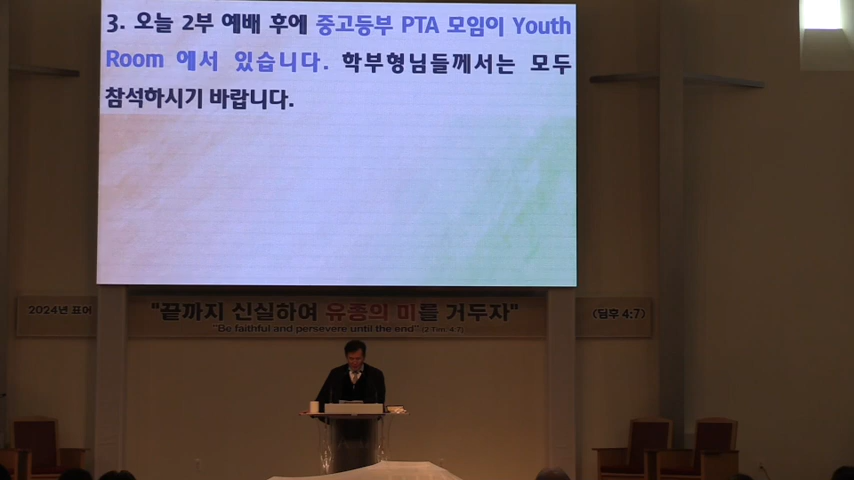 3. 오늘 2부 예배 후에 중고등부 PTA 모임이 Youth
Room 에서 있습니다. 학부형님들께서는 모두
참석하시기 바랍니다.
2024년 표어
"끝까지 신실하여 유종의 미를 거두자"
(딤후 4:7)
"Be faithful and persevere until the end" (2 Tim. 4:7)